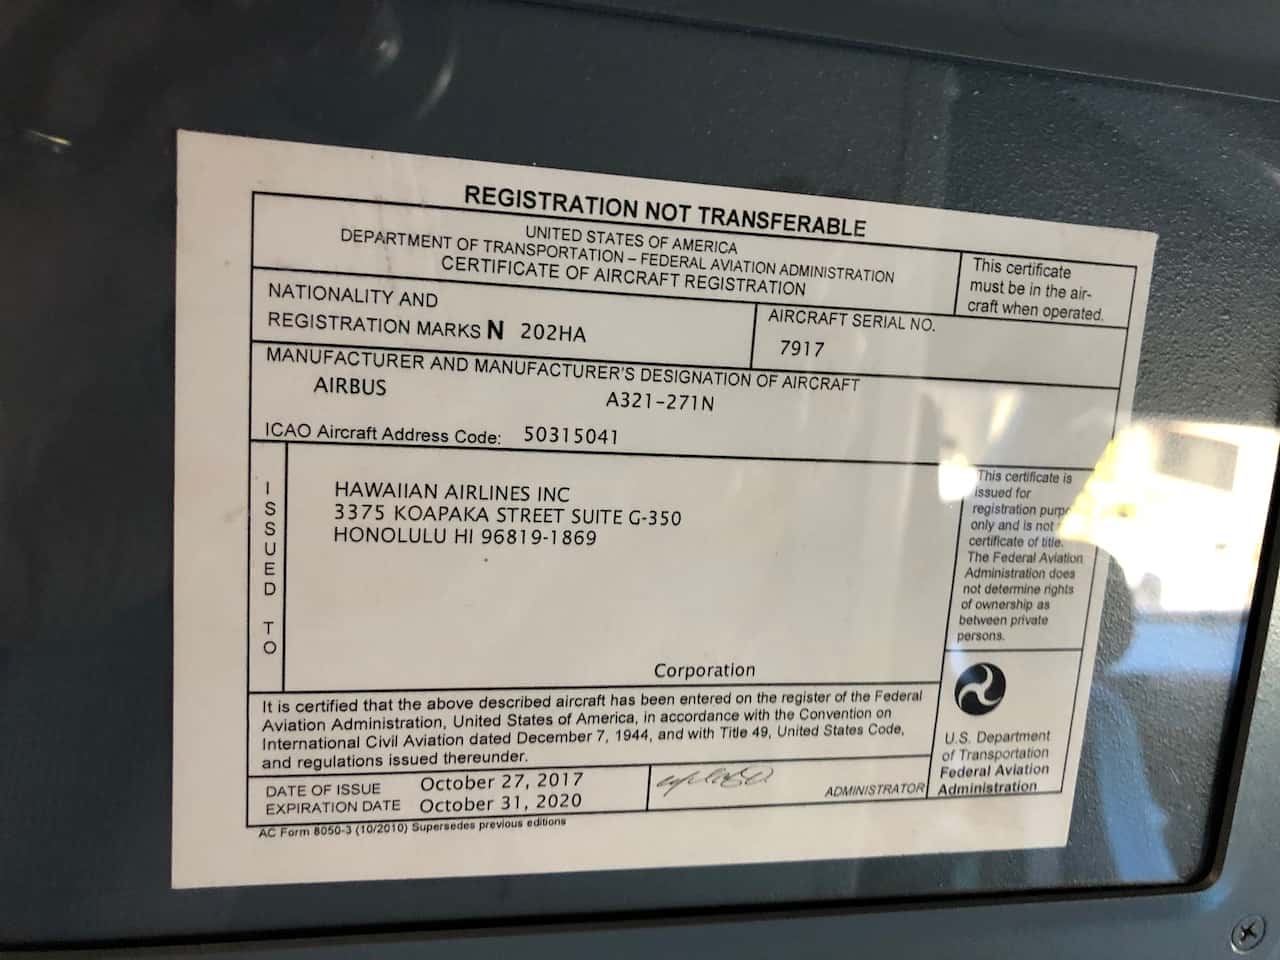 REGISTRATION NOT TRANSFERABLE
UNITED STATES OF AMERICA
DEPARTMENT OF TRANSPORTATION – FEDERAL AVIATION ADMINISTRATION
CERTIFICATE OF AIRCRAFT REGISTRATION
This certificate
must be in the air-
craft when operated.
NATIONALITY AND
REGISTRATION MARKS N 202HA
AIRCRAFT SERIAL NO.
7917
MANUFACTURER AND MANUFACTURER'S DESIGNATION OF AIRCRAFT
AIRBUS A321-271N
ICAO Aircraft Address Code: 50315041
ISSUED TO
HAWAIIAN AIRLINES INC
3375 KOAPAKA STREET SUITE G-350
HONOLULU HI 96819-1869
Corporation
This certificate is
issued for
registration purp
only and is not
certificate of title.
The Federal Aviation
Administration does
not determine rights
of ownership as
between private
persons.
It is certified that the above described aircraft has been entered on the register of the Federal
Aviation Administration, United States of America, in accordance with the Convention on
International Civil Aviation dated December 7, 1944, and with Title 49, United States Code,
and regulations issued thereunder.
U.S. Department
of Transportation
Federal Aviation
Administration
DATE OF ISSUE October 27, 2017
EXPIRATION DATE October 31, 2020
ADMINISTRATOR
AC Form 8050-3 (10/2010) Supersedes previous editions